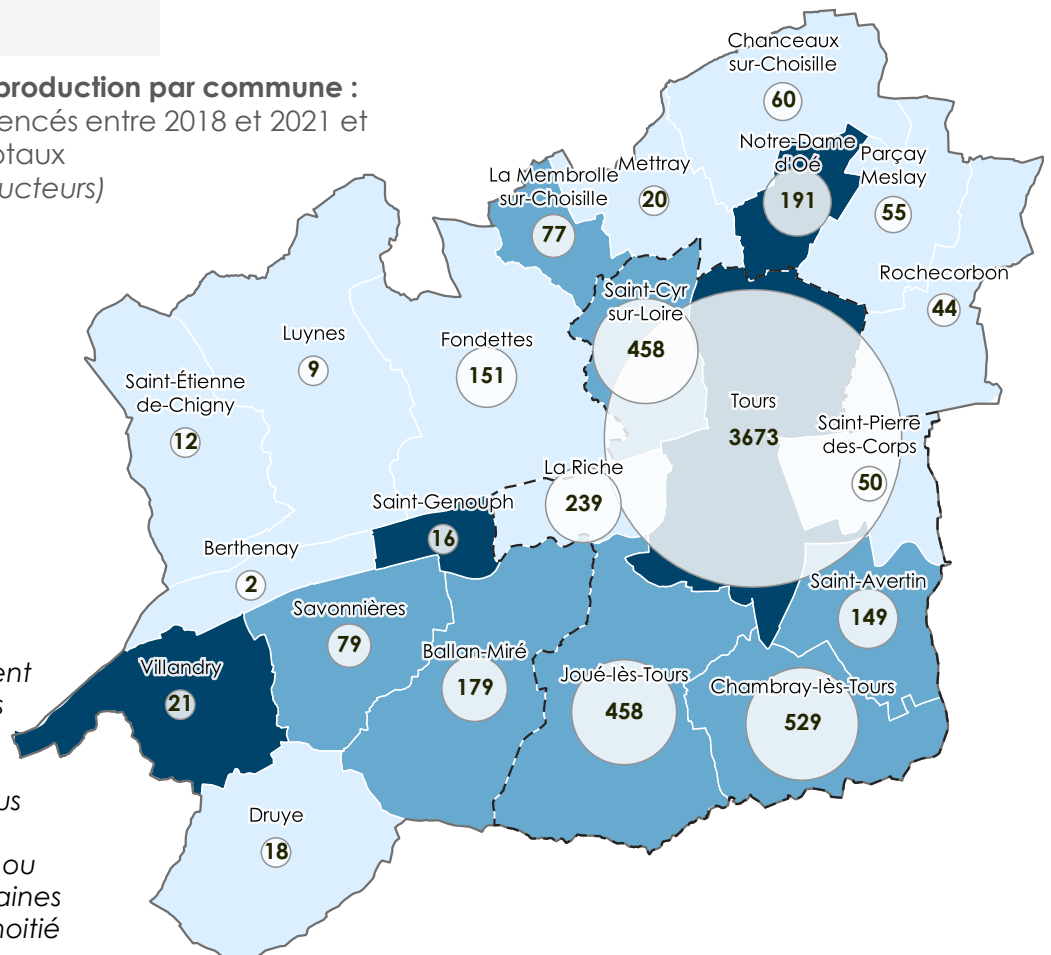 production par commune :
encés entre 2018 et 2021 et
otaux
ucteurs)
Chanceaux
sur-Choisille
60
Notre-Dame
d'Oé
191
Parçay
Meslay
55
Mettray
20
La Membrolle
sur-Choisille
77
Rochecorbon
44
Saint-Cyr
sur-Loire
458
Luynes
9
Fondettes
151
Saint-Étienne
de-Chigny
12
Tours
3673
Saint-Pierre
des-Corps
50
La Riche
239
Saint-Genouph
16
Berthenay
2
Savonnières
79
Saint-Avertin
149
Ballan-Miré
179
Villandry
21
Joué-lès-Tours
458
Chambray-lès-Tours
529
Druye
18
ent
s
us
ou
aines
noitié